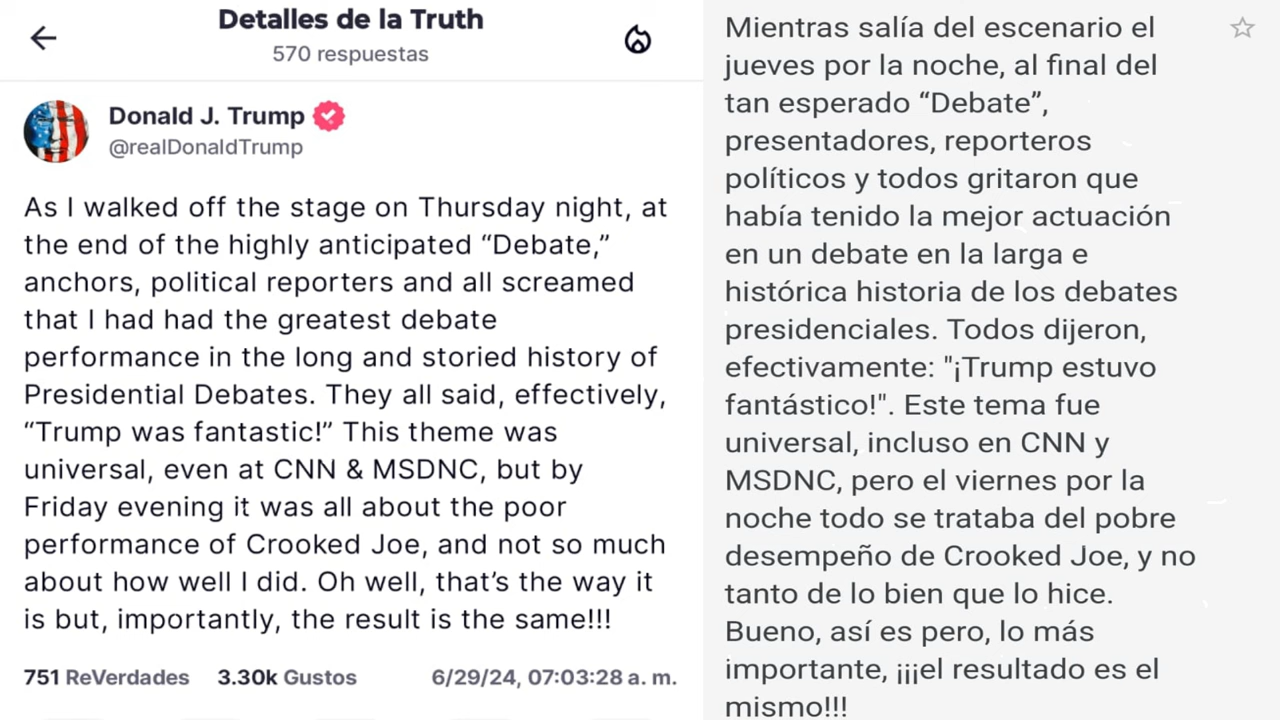 Detalles de la Truth
570 respuestas
Donald J. Trump
@realDonaldTrump
As I walked off the stage on Thursday night, at
the end of the highly anticipated “Debate,”
anchors, political reporters and all screamed
that I had had the greatest debate
performance in the long and storied history of
Presidential Debates. They all said, effectively,
“Trump was fantastic!” This theme was
universal, even at CNN & MSDNC, but by
Friday evening it was all about the poor
performance of Crooked Joe, and not so much
about how well I did. Oh well, that’s the way it
is but, importantly, the result is the same!!!
751 ReVerdades 3.30k Gustos 6/29/24, 07:03:28 a. m.
Mientras salía del escenario el
jueves por la noche, al final del
tan esperado “Debate”,
presentadores, reporteros
políticos y todos gritaron que
había tenido la mejor actuación
en un debate en la larga e
histórica historia de los debates
presidenciales. Todos dijeron,
efectivamente: "¡Trump estuvo
fantástico!". Este tema fue
universal, incluso en CNN y
MSDNC, pero el viernes por la
noche todo se trataba del pobre
desempeño de Crooked Joe, y no
tanto de lo bien que lo hice.
Bueno, así es pero, lo más
importante, ¡¡¡el resultado es el
mismo!!!